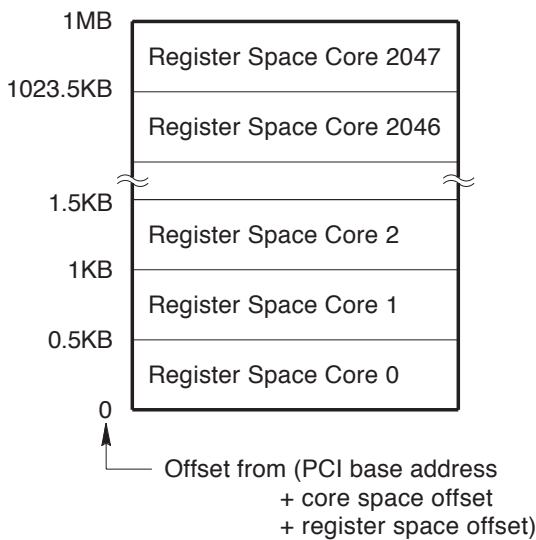 1MB
Register Space Core 2047
1023.5KB
Register Space Core 2046
1.5KB
Register Space Core 2
1KB
Register Space Core 1
0.5KB
Register Space Core 0
0
Offset from (PCI base address
+ core space offset
+ register space offset)